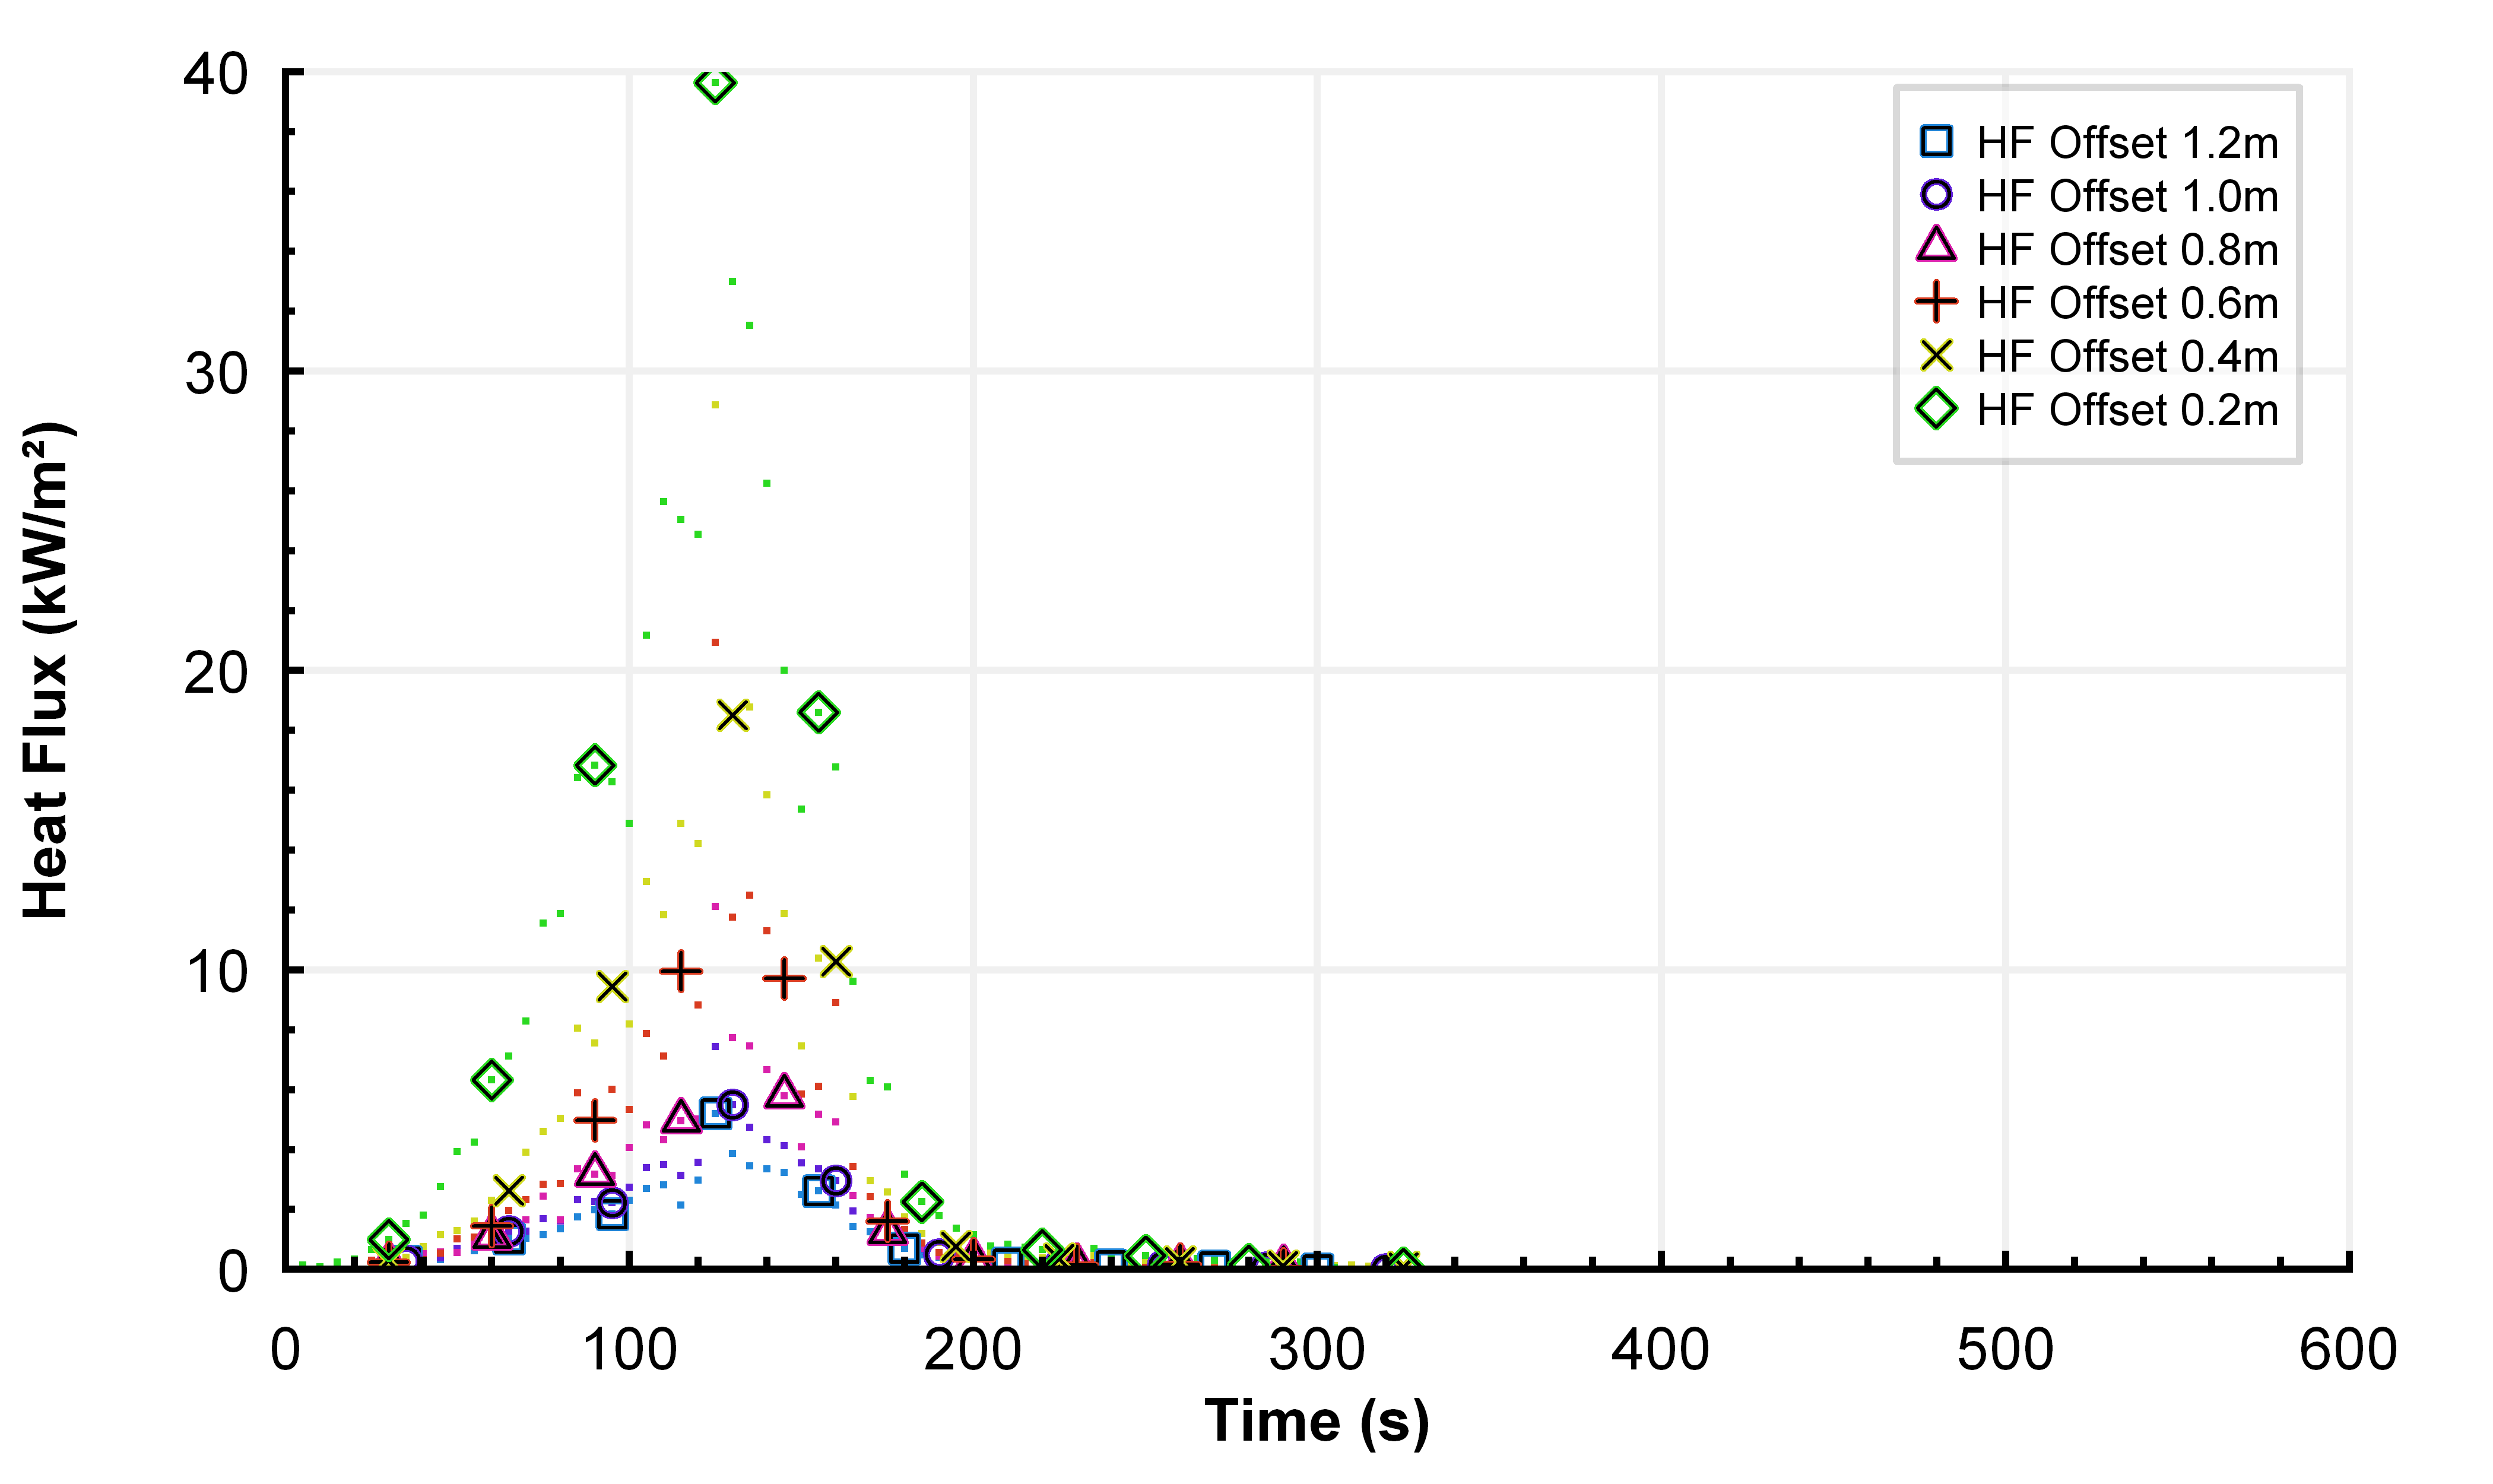 40
30
20
10
0
Heat Flux (kW/m²)
HF Offset 1.2m
HF Offset 1.0m
HF Offset 0.8m
HF Offset 0.6m
HF Offset 0.4m
HF Offset 0.2m
0 100 200 300 400 500 600
Time (s)